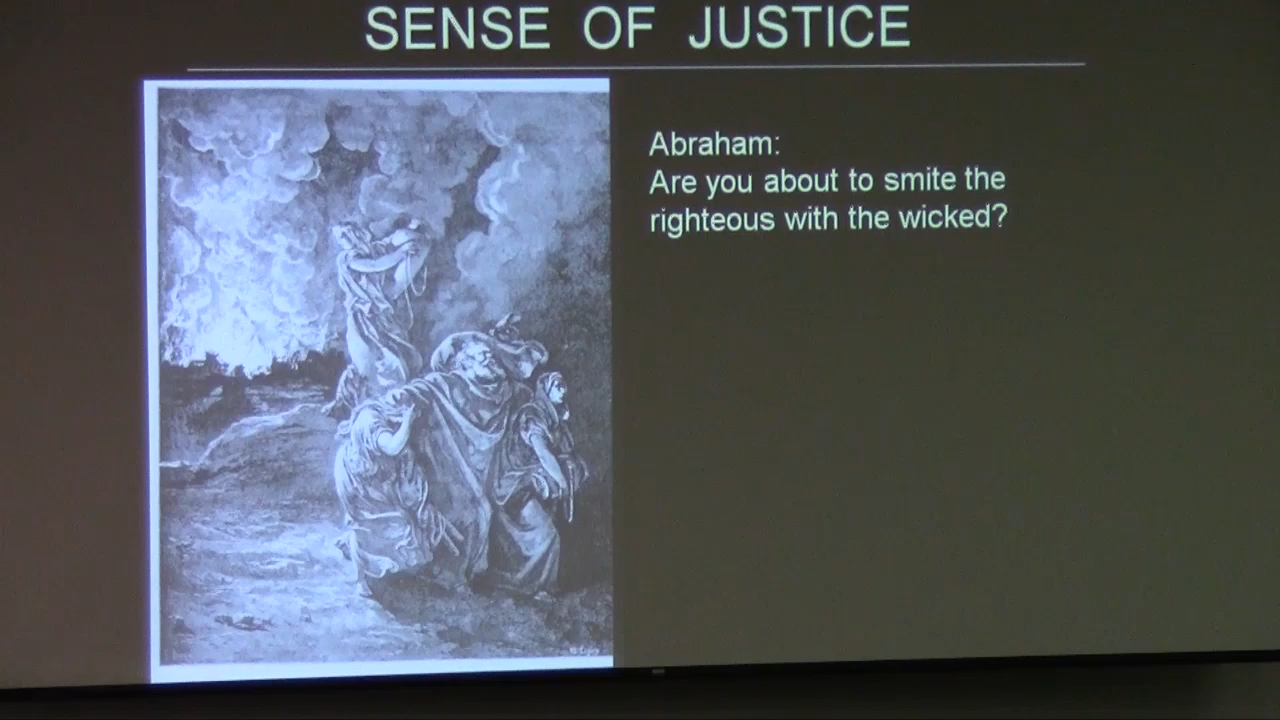 SENSE OF JUSTICE
Abraham:
Are you about to smite the
righteous with the wicked?